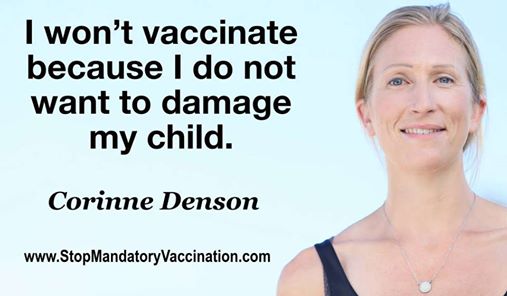 I won't vaccinate
because I do not
want to damage
my child.
Corinne Denson
www.StopMandatoryVaccination.com